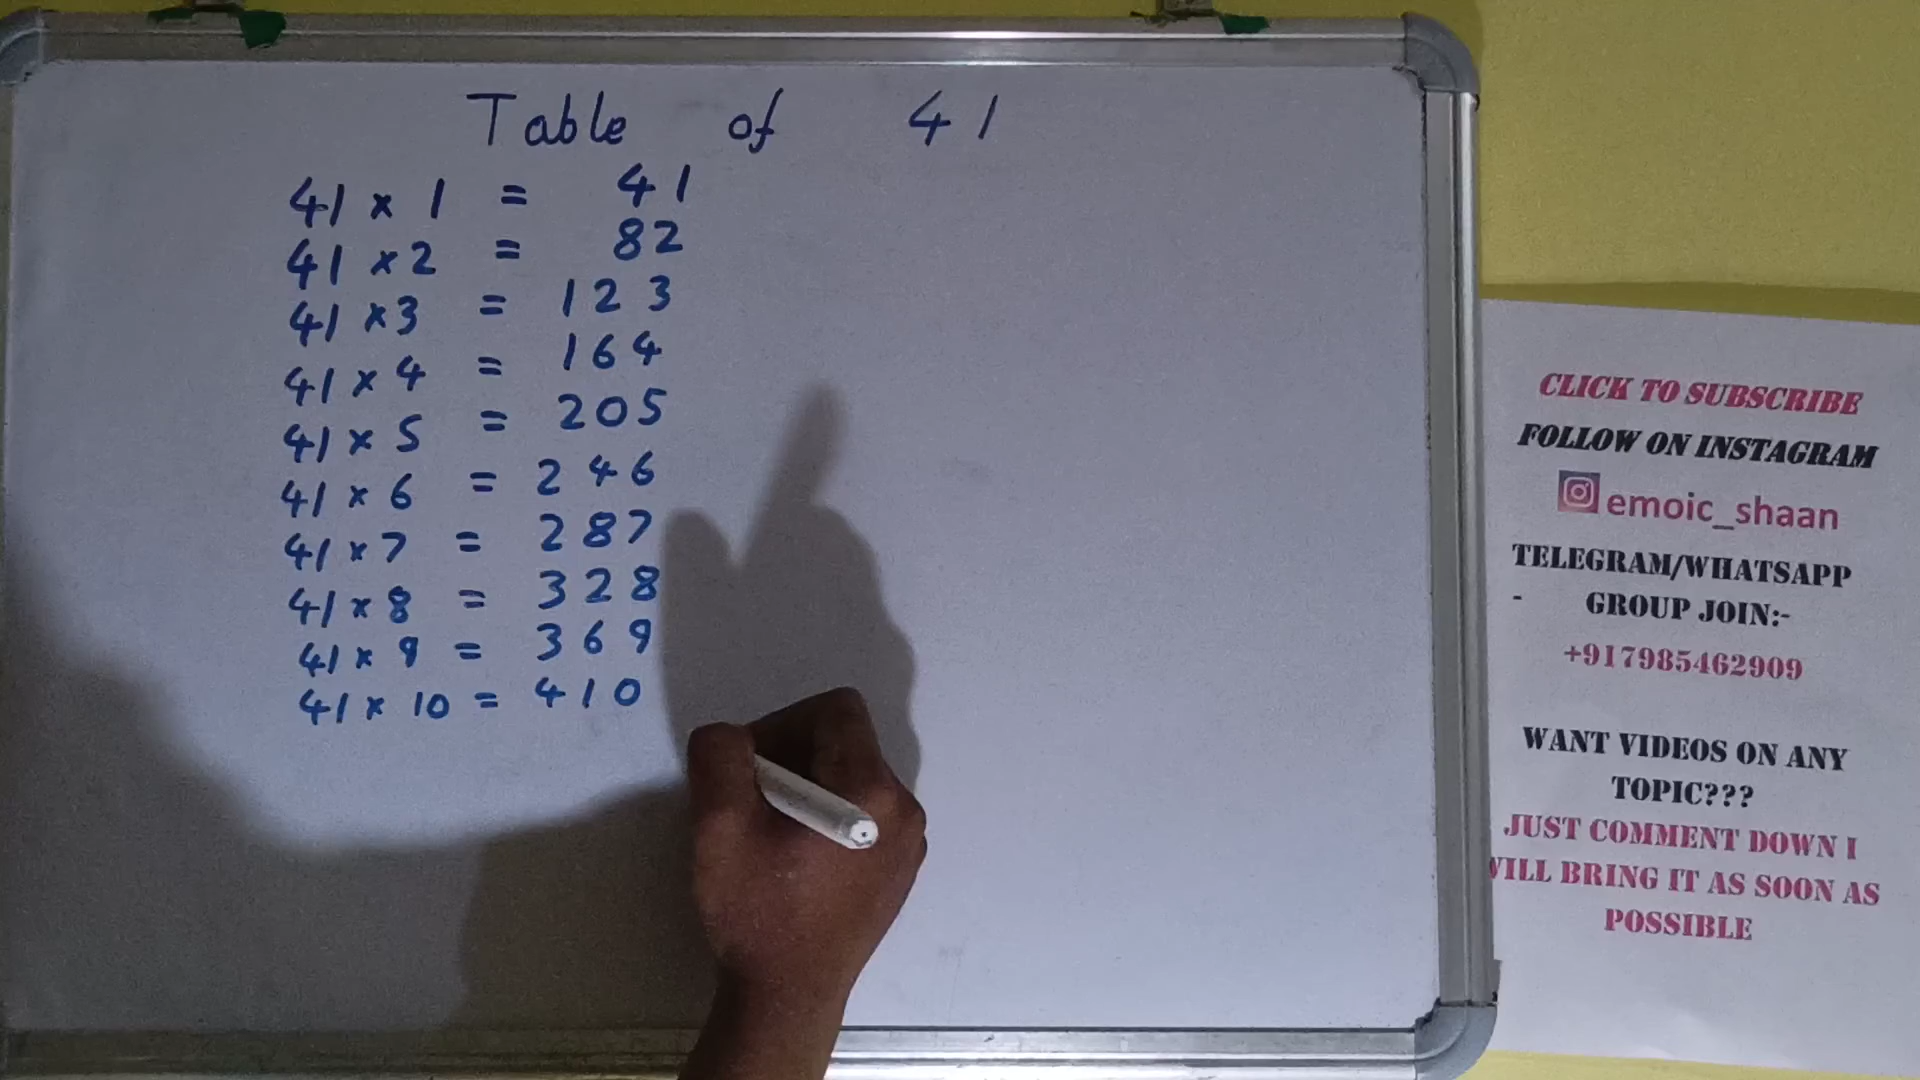 Table of 41
41 × 1 = 41
41 × 2 = 82
41 × 3 = 123
41 × 4 = 164
41 × 5 = 205
41 × 6 = 246
41 × 7 = 287
41 × 8 = 328
41 × 9 = 369
41 × 10 = 410
CLICK TO SUBSCRIBE
FOLLOW ON INSTAGRAM
emoic_shaan
TELEGRAM/WHATSAPP
- GROUP JOIN:-
+917985462909
WANT VIDEOS ON ANY
TOPIC???
JUST COMMENT DOWN I
WILL BRING IT AS SOON AS
POSSIBLE